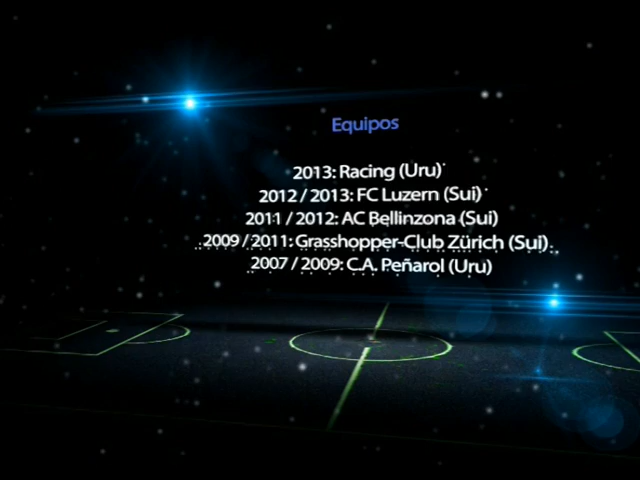 Equipos
2013: Racing (Uru)
2012 / 2013: FC Luzern (Sui)
2011 / 2012: AC Bellinzona (Sui)
2009 / 2011: Grasshopper-Club Zürich (Sui)
2007 / 2009: C.A. Peñarol (Uru)